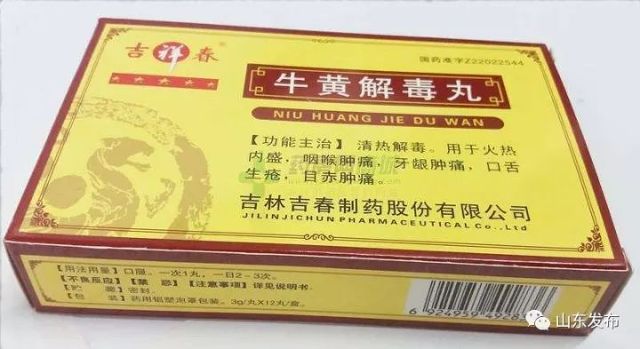 吉祥春®
国药准字Z22022544
牛黄解毒丸
NIU HUANG JIE DU WAN
【功能主治】清热解毒。用于火热
内盛，咽喉肿痛，牙龈肿痛，口舌
生疮，目赤肿痛。
吉林吉春制药股份有限公司
JILINJICHUN PHARMACEUTICAL Co.,Ltd
【用法用量】口服。一次1丸，一日2-3次。
【不良反应】【禁忌】【注意事项】详见说明书。
【贮藏】密封。
【包装】药用铝塑泡罩包装。3g/丸X12丸/盒。
山东发布